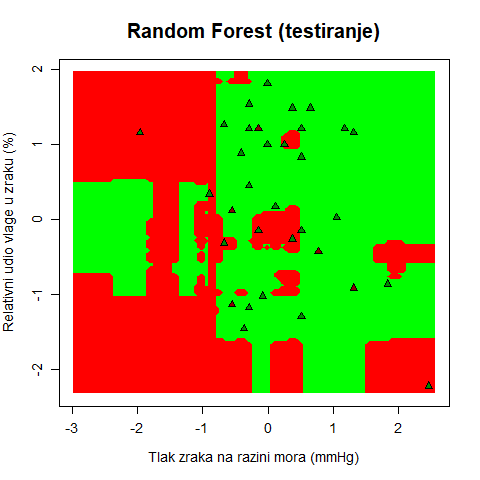 Random Forest (testiranje)
Relativni udio vlage u zraku (%)
2
1
0
-1
-2
-3 -2 -1 0 1 2
Tlak zraka na razini mora (mmHg)